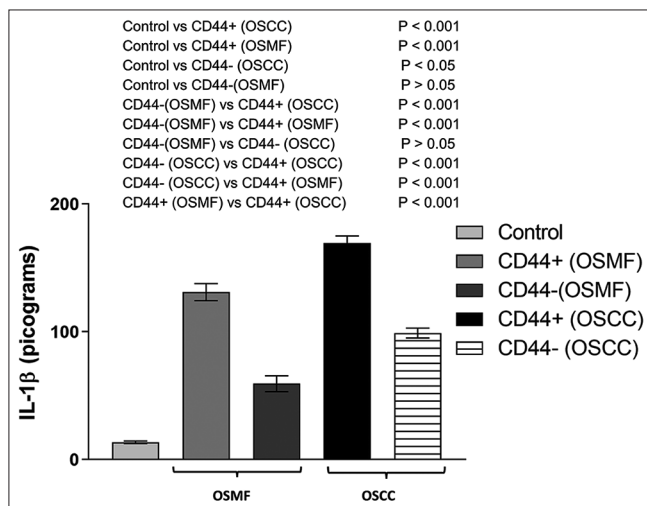 Control vs CD44+ (OSCC) P < 0.001
Control vs CD44+ (OSMF) P < 0.001
Control vs CD44- (OSCC) P < 0.05
Control vs CD44-(OSMF) P > 0.05
CD44-(OSMF) vs CD44+ (OSCC) P < 0.001
CD44-(OSMF) vs CD44+ (OSMF) P < 0.001
CD44-(OSMF) vs CD44- (OSCC) P > 0.05
CD44- (OSCC) vs CD44+ (OSCC) P < 0.001
CD44- (OSCC) vs CD44+ (OSMF) P < 0.001
CD44+ (OSMF) vs CD44+ (OSCC) P < 0.001
200
100
0
IL-1β (picograms)
Control
CD44+ (OSMF)
CD44-(OSMF)
CD44+ (OSCC)
CD44- (OSCC)
OSMF
OSCC